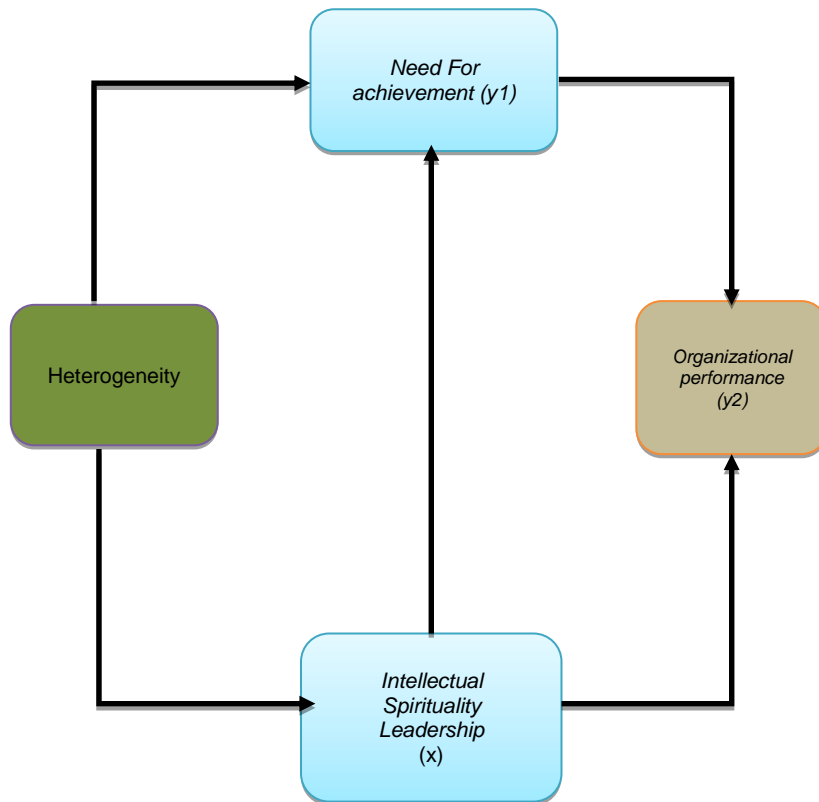 Need For
achievement (y1)
Heterogeneity
Organizational
performance
(y2)
Intellectual
Spirituality
Leadership
(x)